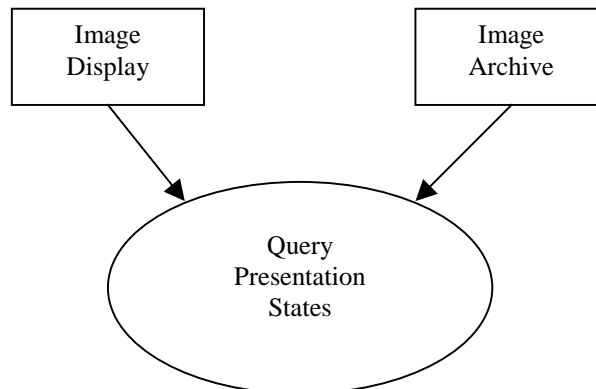 Image
Display
Image
Archive
Query
Presentation
States